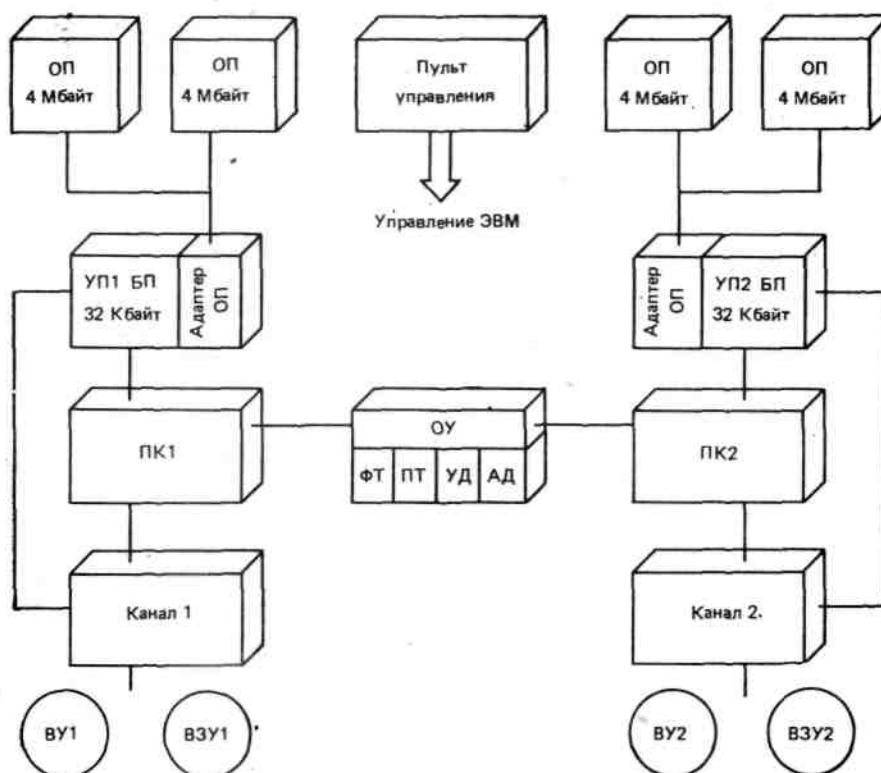 ОП
4 Мбайт
ОП
4 Мбайт
Пульт
управления
ОП
4 Мбайт
ОП
4 Мбайт
Управление ЭВМ
УП1 БП
32 Кбайт
Адаптер
ОП
Адаптер
ОП
УП2 БП
32 Кбайт
ПК1
ОУ
ФТ ПТ УД АД
ПК2
Канал 1
Канал 2.
ВУ1
ВЗУ1
ВУ2
ВЗУ2